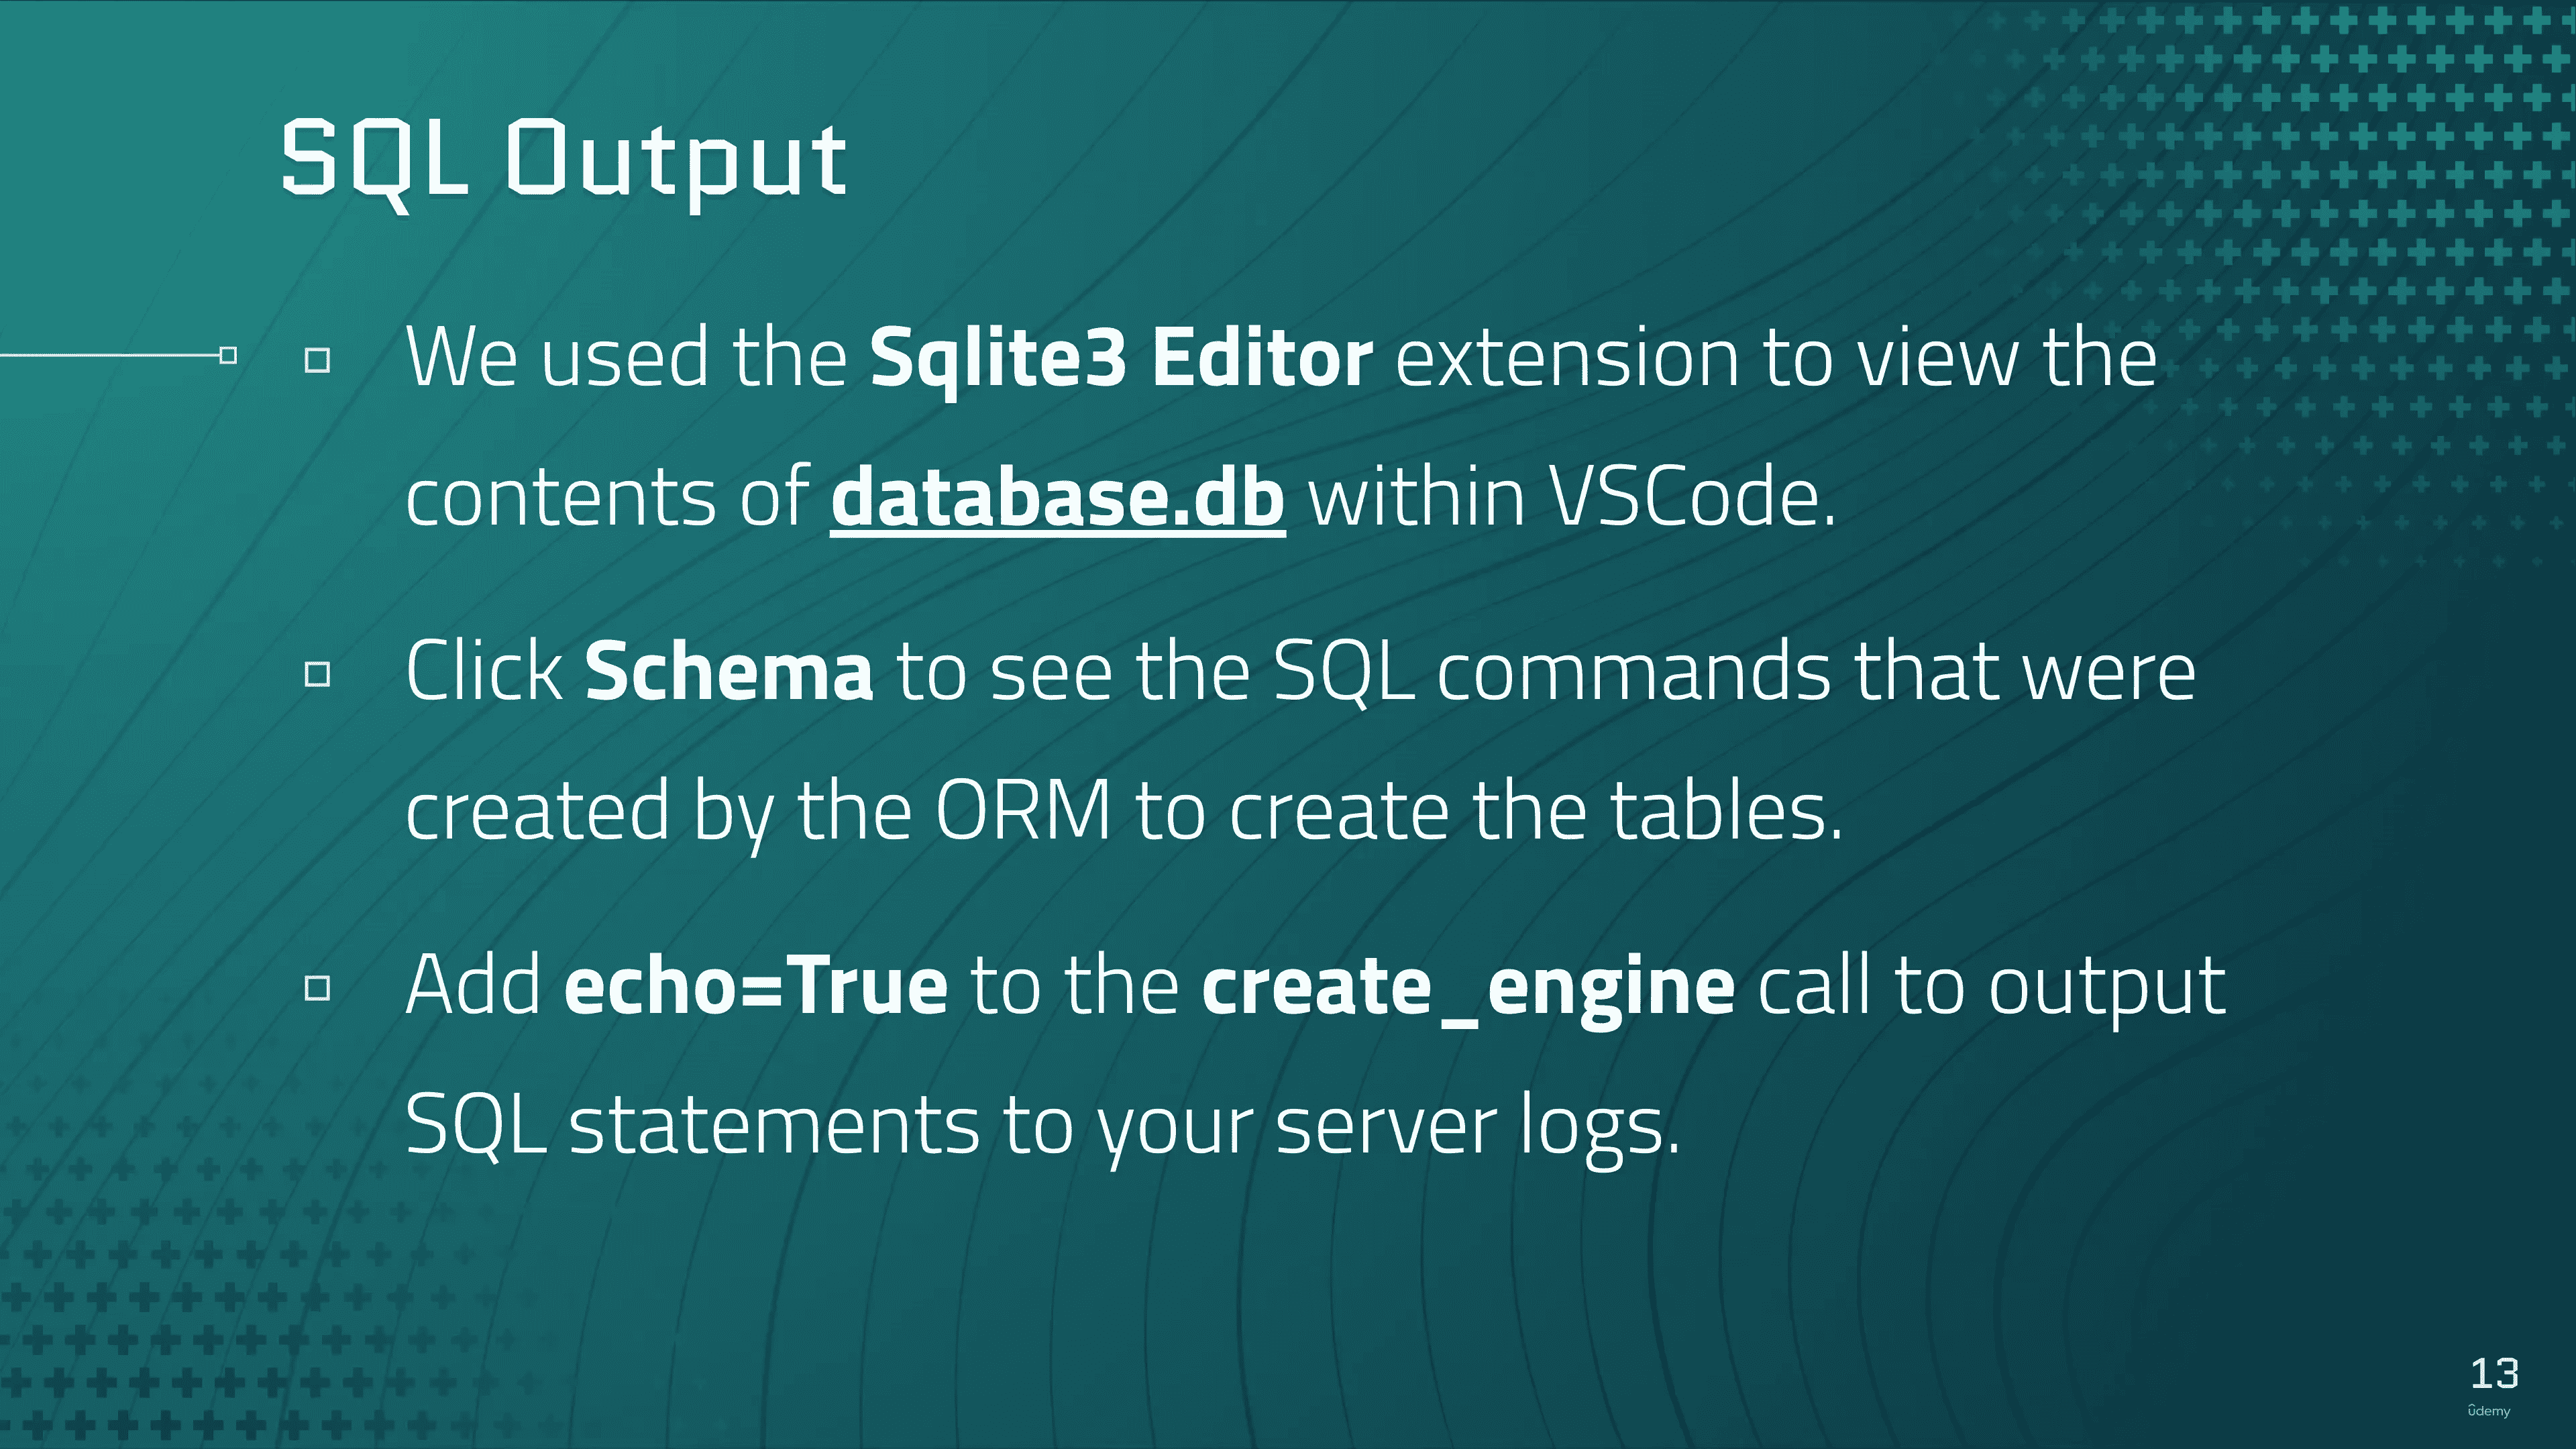 SQL Output
We used the Sqlite3 Editor extension to view the
contents of database.db within VSCode.
Click Schema to see the SQL commands that were
created by the ORM to create the tables.
Add echo=True to the create_engine call to output
SQL statements to your server logs.
13
ûdemy